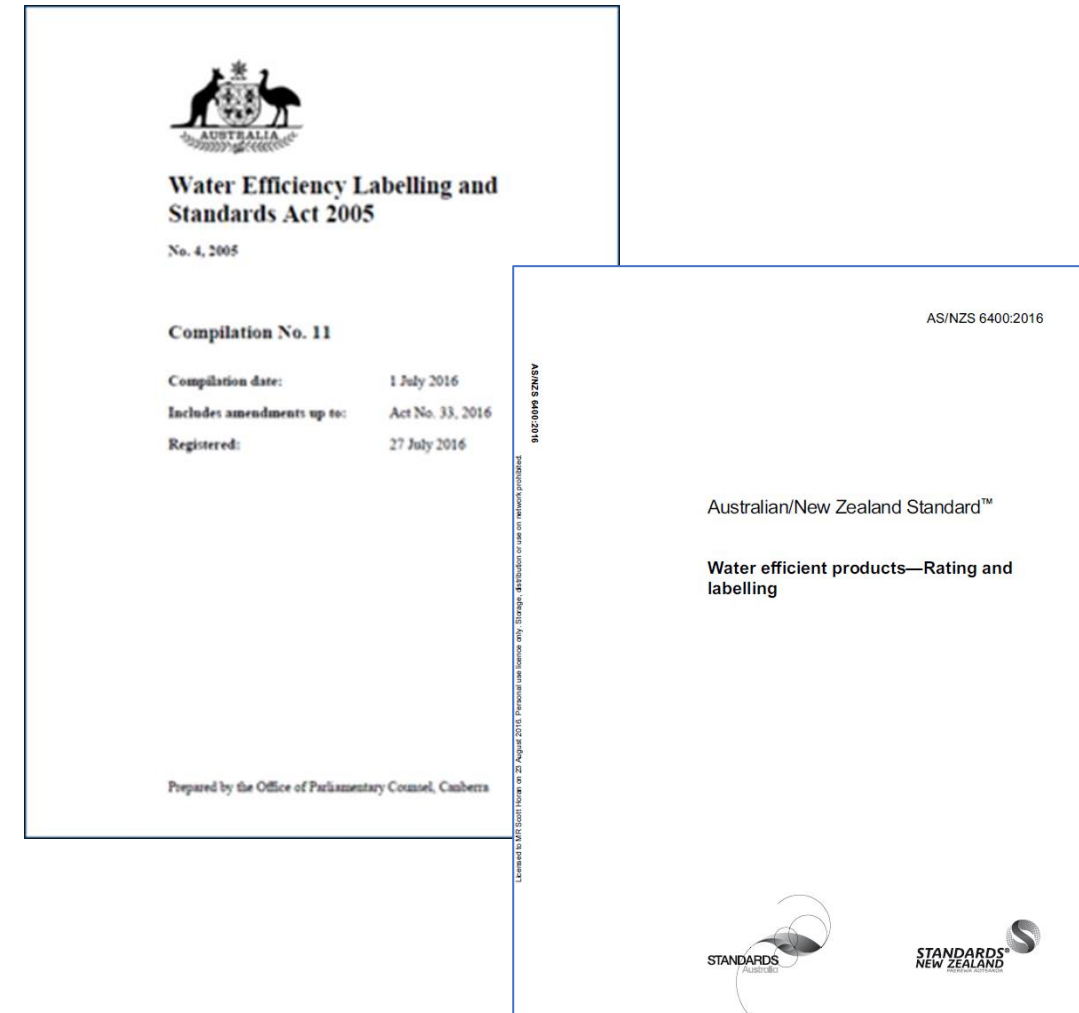 AUSTRALIA
Water Efficiency Labelling and
Standards Act 2005
No. 4, 2005
Compilation No. 11
Compilation date: 1 July 2016
Includes amendments up to: Act No. 33, 2016
Registered: 27 July 2016
Prepared by the Office of Parliamentary Counsel, Canberra
AS/NZS 6400:2016
AS/NZS 6400:2016
Licensed to MR Scott Horan on 23 August 2016. Personal use licence only. Storage, distribution or use on network prohibited.
Australian/New Zealand Standard™
Water efficient products—Rating and
labelling
STANDARDS
Australia
STANDARDS®
NEW ZEALAND
PAEREWA AOTEAROA